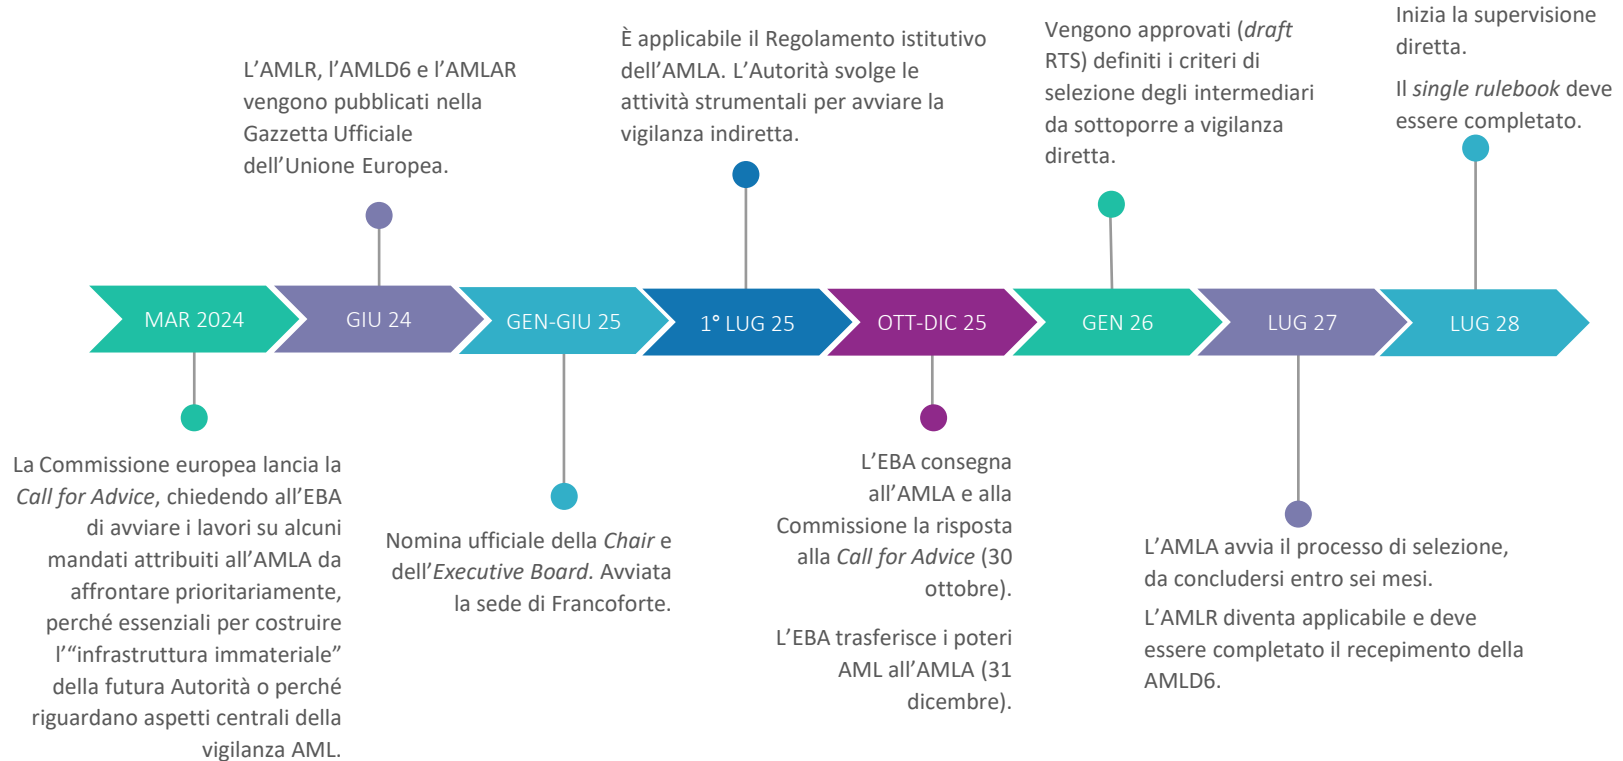 L’AMLR, l’AMLD6 e l’AMLAR
vengono pubblicati nella
Gazzetta Ufficiale
dell’Unione Europea.
È applicabile il Regolamento istitutivo
dell’AMLA. L’Autorità svolge le
attività strumentali per avviare la
vigilanza indiretta.
Vengono approvati (draft
RTS) definiti i criteri di
selezione degli intermediari
da sottoporre a vigilanza
diretta.
Inizia la supervisione
diretta.
Il single rulebook deve
essere completato.
MAR 2024
GIU 24
GEN-GIU 25
1° LUG 25
OTT-DIC 25
GEN 26
LUG 27
LUG 28
La Commissione europea lancia la
Call for Advice, chiedendo all’EBA
di avviare i lavori su alcuni
mandati attribuiti all’AMLA da
affrontare prioritariamente,
perché essenziali per costruire
l’“infrastruttura immateriale”
della futura Autorità o perché
riguardano aspetti centrali della
vigilanza AML.
Nomina ufficiale della Chair e
dell’Executive Board. Avviata
la sede di Francoforte.
L’EBA consegna
all’AMLA e alla
Commissione la risposta
alla Call for Advice (30
ottobre).
L’EBA trasferisce i poteri
AML all’AMLA (31
dicembre).
L’AMLA avvia il processo di selezione,
da concludersi entro sei mesi.
L’AMLR diventa applicabile e deve
essere completato il recepimento della
AMLD6.